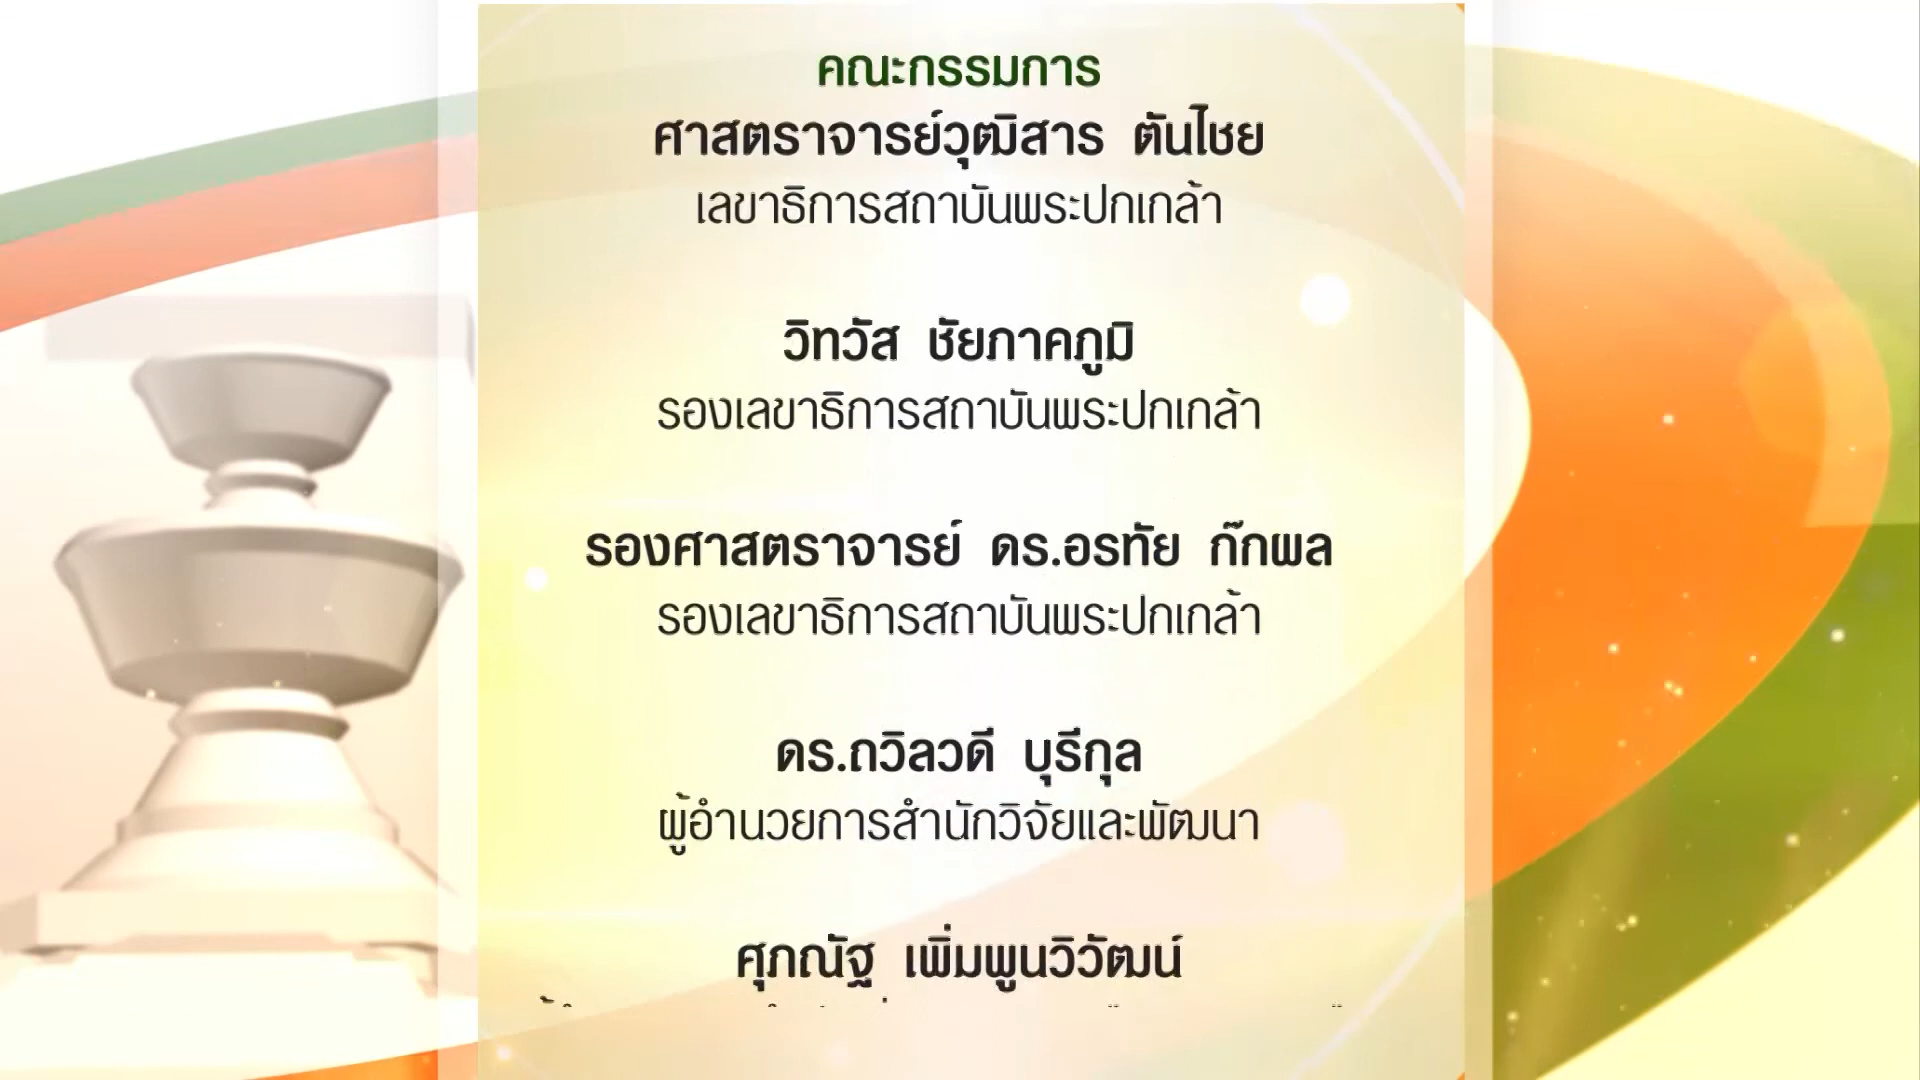 คณะกรรมการ
ศาสตราจารย์วุฒิสาร ตันไชย
เลขาธิการสถาบันพระปกเกล้า
วิทวัส ชัยภาคภูมิ
รองเลขาธิการสถาบันพระปกเกล้า
รองศาสตราจารย์ ดร.อรทัย ก๊กผล
รองเลขาธิการสถาบันพระปกเกล้า
ดร.ถวิลวดี บุรีกุล
ผู้อำนวยการสำนักวิจัยและพัฒนา
ศุภณัฐ เพิ่มพูนวิวัฒน์